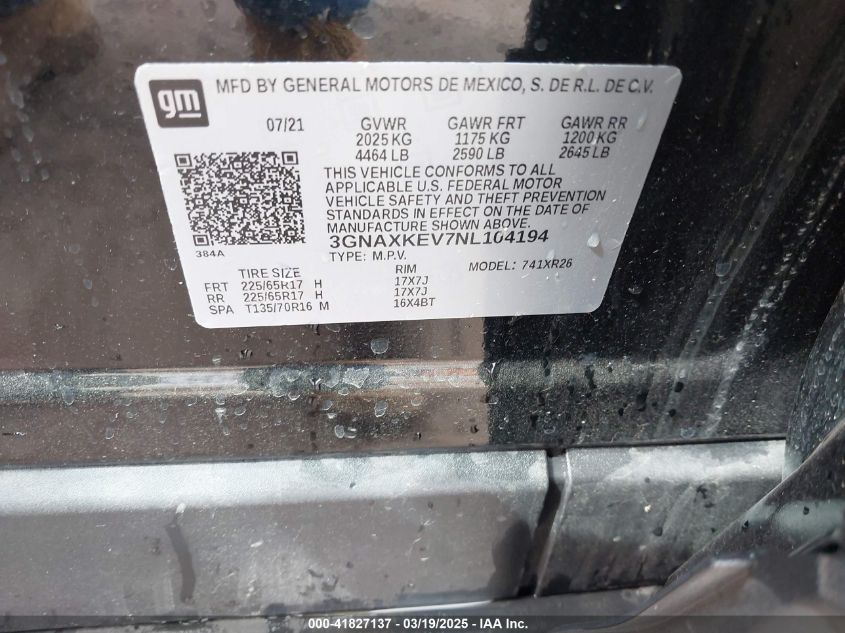 gm
MFD BY GENERAL MOTORS DE MEXICO, S. DE R.L. DE C.V.
07/21 GVWR GAWR FRT GAWR RR
2025 KG 1175 KG 1200 KG
4464 LB 2590 LB 2645 LB
THIS VEHICLE CONFORMS TO ALL
APPLICABLE U.S. FEDERAL MOTOR
VEHICLE SAFETY AND THEFT PREVENTION
STANDARDS IN EFFECT ON THE DATE OF
MANUFACTURE SHOWN ABOVE.
384A
3GNAXKEV7NL104194
TYPE: M.P.V. MODEL: 741XR26
TIRE SIZE RIM
FRT 225/65R17 H 17X7J
RR 225/65R17 H 17X7J
SPA T135/70R16 M 16X4BT
000-41827137 - 03/19/2025 - IAA Inc.